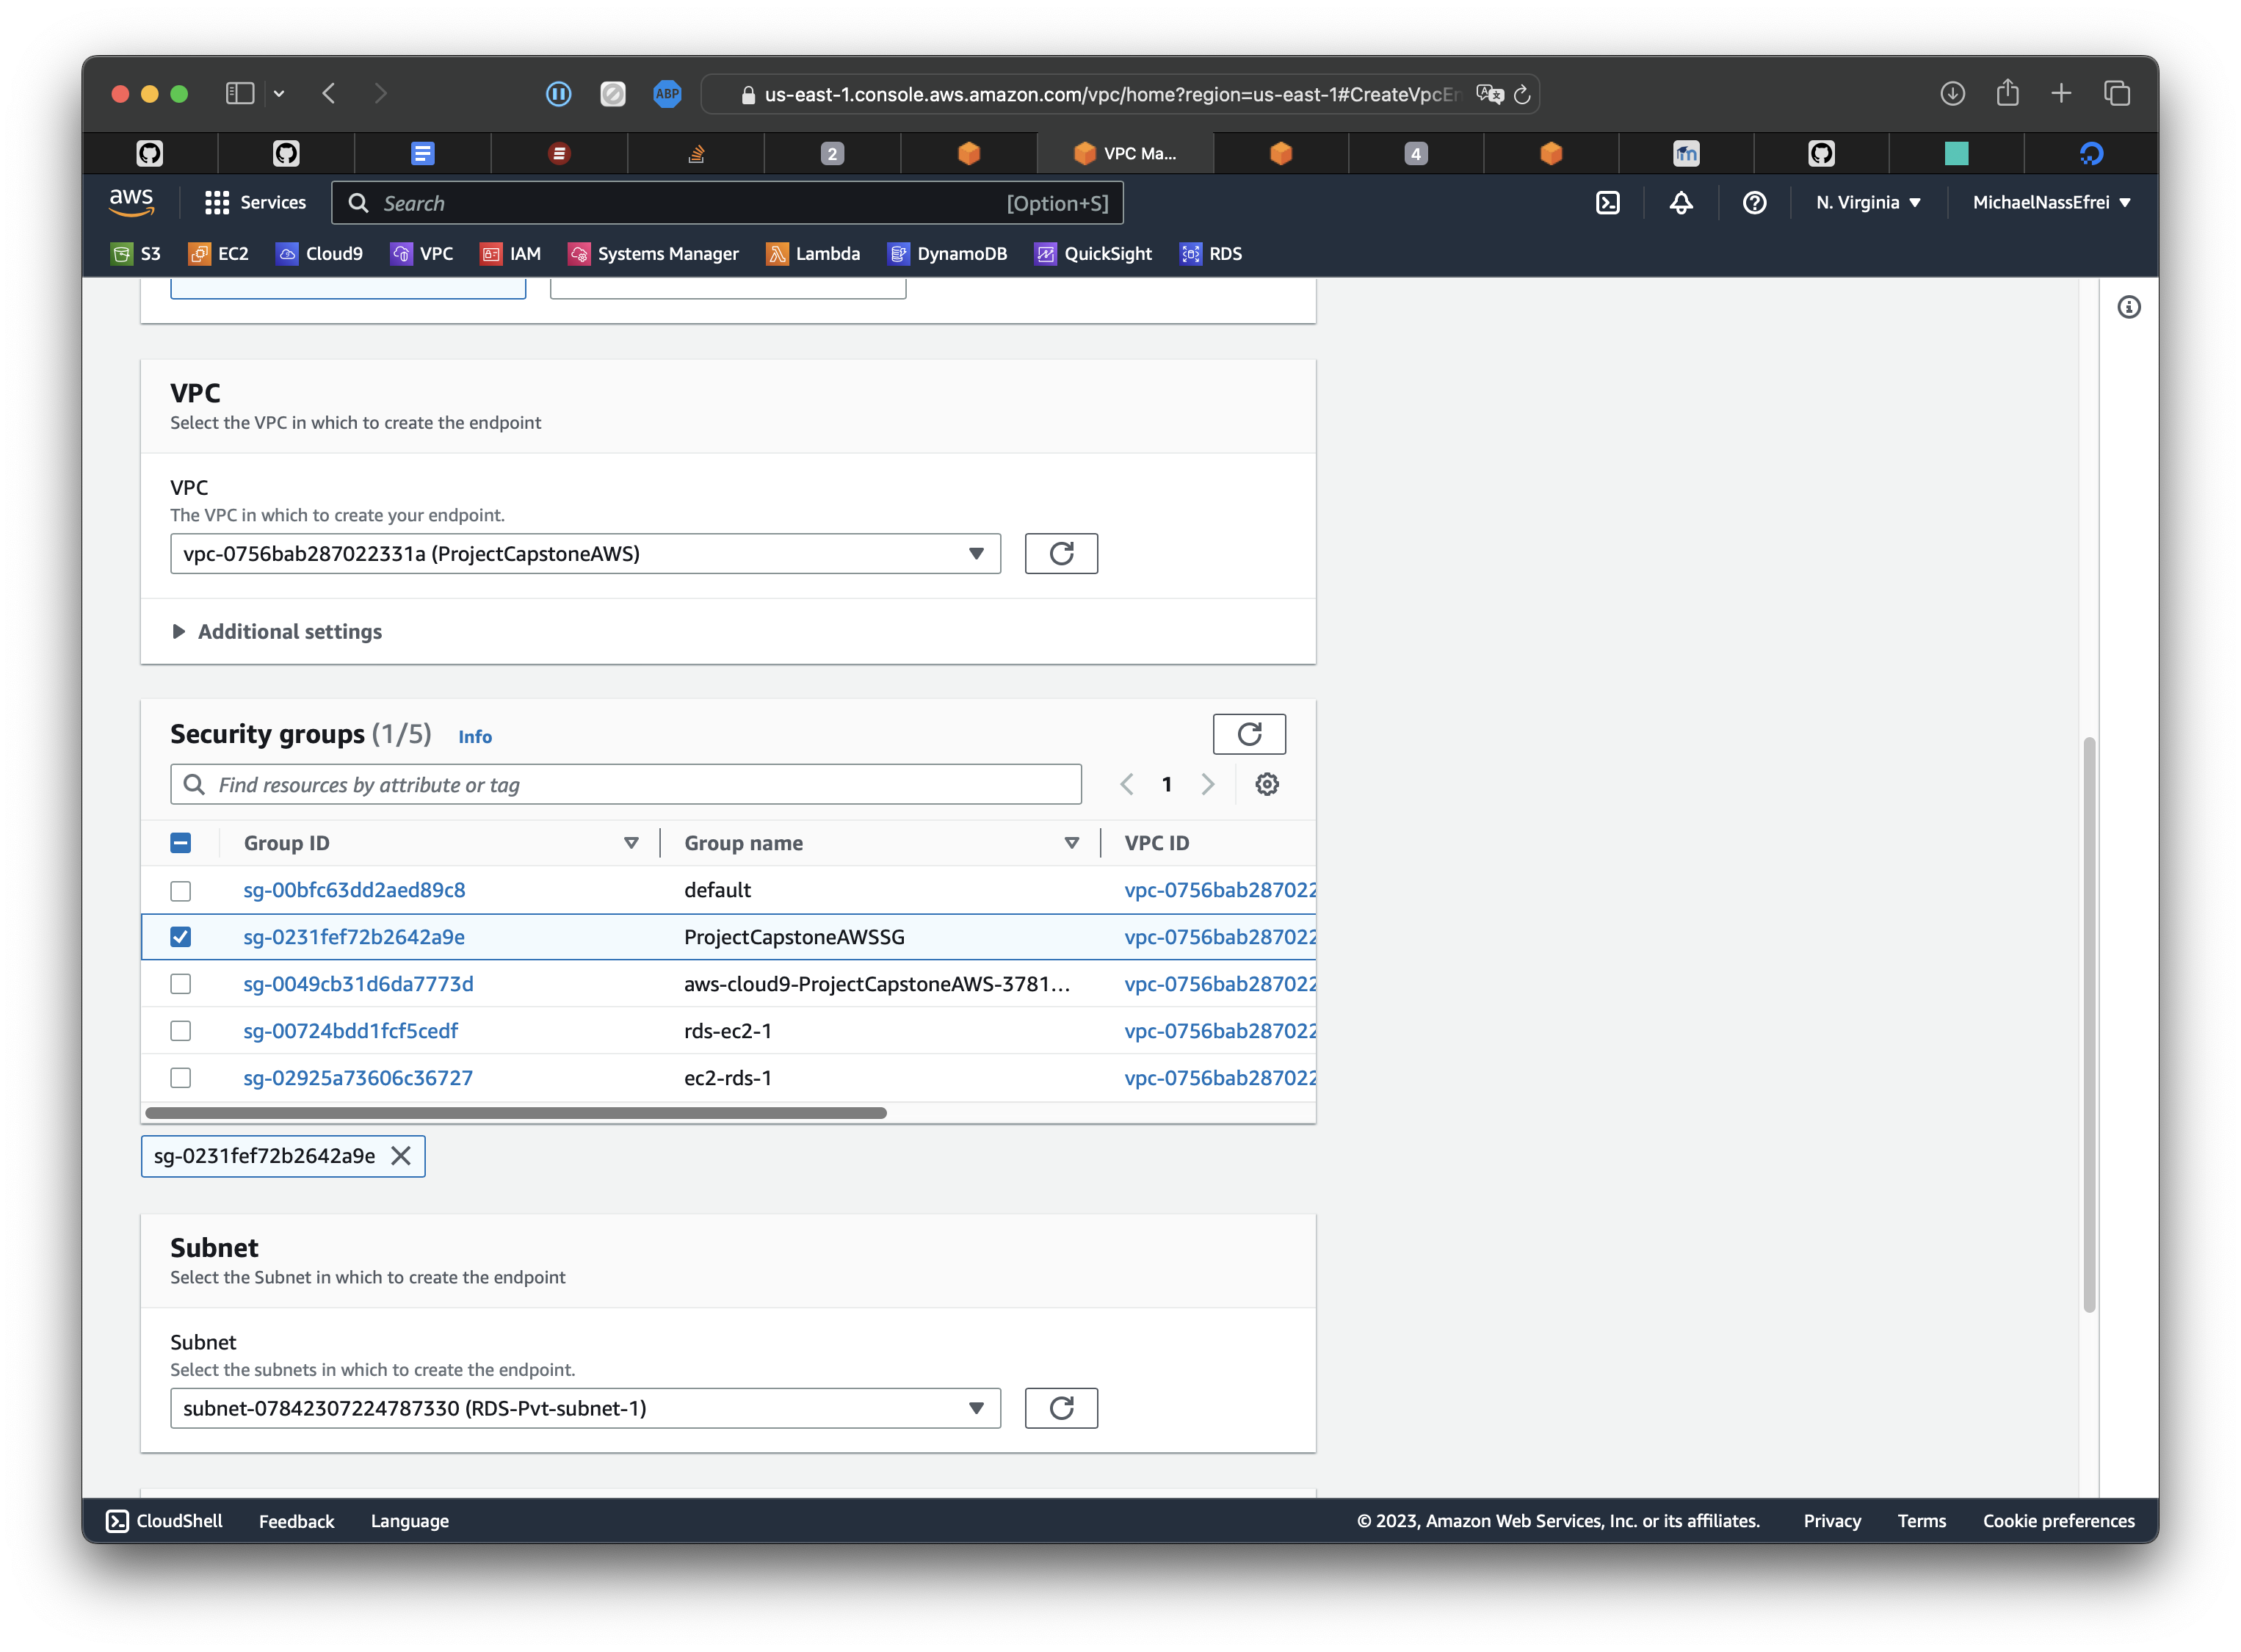 ABP
us-east-1.console.aws.amazon.com/vpc/home?region=us-east-1#CreateVpcEn
2
VPC Ma...
4
m
aws
Services
Search
[Option+S]
N. Virginia
MichaelNassEfrei
S3
EC2
Cloud9
VPC
IAM
Systems Manager
Lambda
DynamoDB
QuickSight
RDS
VPC
Select the VPC in which to create the endpoint
VPC
The VPC in which to create your endpoint.
vpc-0756bab287022331a (ProjectCapstoneAWS)
Additional settings
Security groups (1/5) Info
Find resources by attribute or tag
1
Group ID Group name VPC ID
sg-00bfc63dd2aed89c8 default vpc-0756bab287022
sg-0231fef72b2642a9e ProjectCapstoneAWSSG vpc-0756bab287022
sg-0049cb31d6da7773d aws-cloud9-ProjectCapstoneAWS-3781... vpc-0756bab287022
sg-00724bdd1fcf5cedf rds-ec2-1 vpc-0756bab287022
sg-02925a73606c36727 ec2-rds-1 vpc-0756bab287022
sg-0231fef72b2642a9e
Subnet
Select the Subnet in which to create the endpoint
Subnet
Select the subnets in which to create the endpoint.
subnet-07842307224787330 (RDS-Pvt-subnet-1)
CloudShell
Feedback
Language
© 2023, Amazon Web Services, Inc. or its affiliates.
Privacy
Terms
Cookie preferences